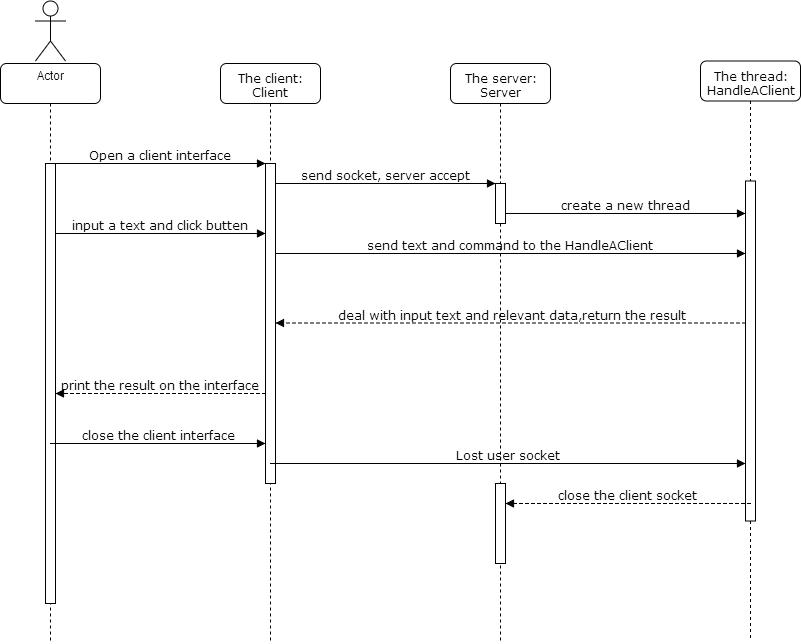 Actor
The client:
Client
The server:
Server
The thread:
HandleAClient
Open a client interface
send socket, server accept
create a new thread
input a text and click butten
send text and command to the HandleAClient
deal with input text and relevant data,return the result
print the result on the interface
close the client interface
Lost user socket
close the client socket